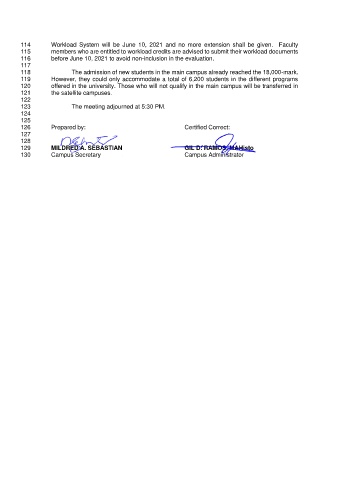 114 Workload System will be June 10, 2021 and no more extension shall be given. Faculty
115 members who are entitled to workload credits are advised to submit their workload documents
116 before June 10, 2021 to avoid non-inclusion in the evaluation.
117
118 The admission of new students in the main campus already reached the 18,000-mark.
119 However, they could only accommodate a total of 6,200 students in the different programs
120 offered in the university. Those who will not qualify in the main campus will be transferred in
121 the satellite campuses.
122
123 The meeting adjourned at 5:30 PM.
124
125
126 Prepared by: Certified Correct:
127
128
129 MILDRED A. SEBASTIAN GIL D. RAMOS, MAHisto
130 Campus Secretary Campus Administrator